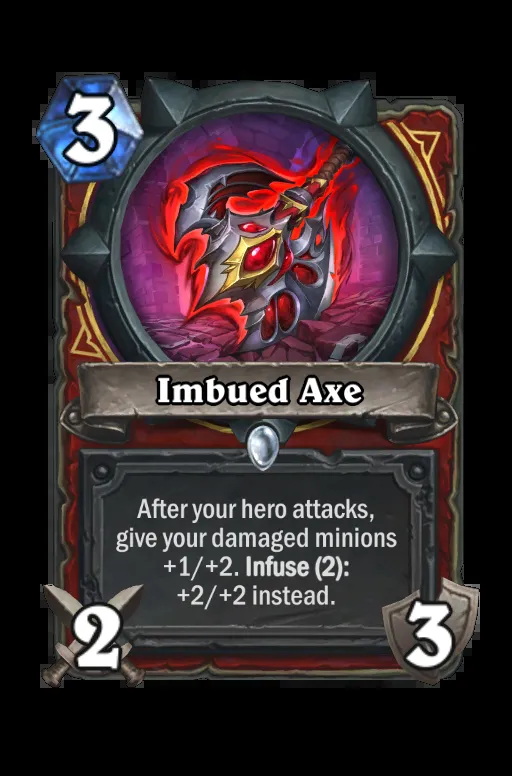 3
Imbued Axe
After your hero attacks,
give your damaged minions
+1/+2. Infuse (2):
+2/+2 instead.
2
3